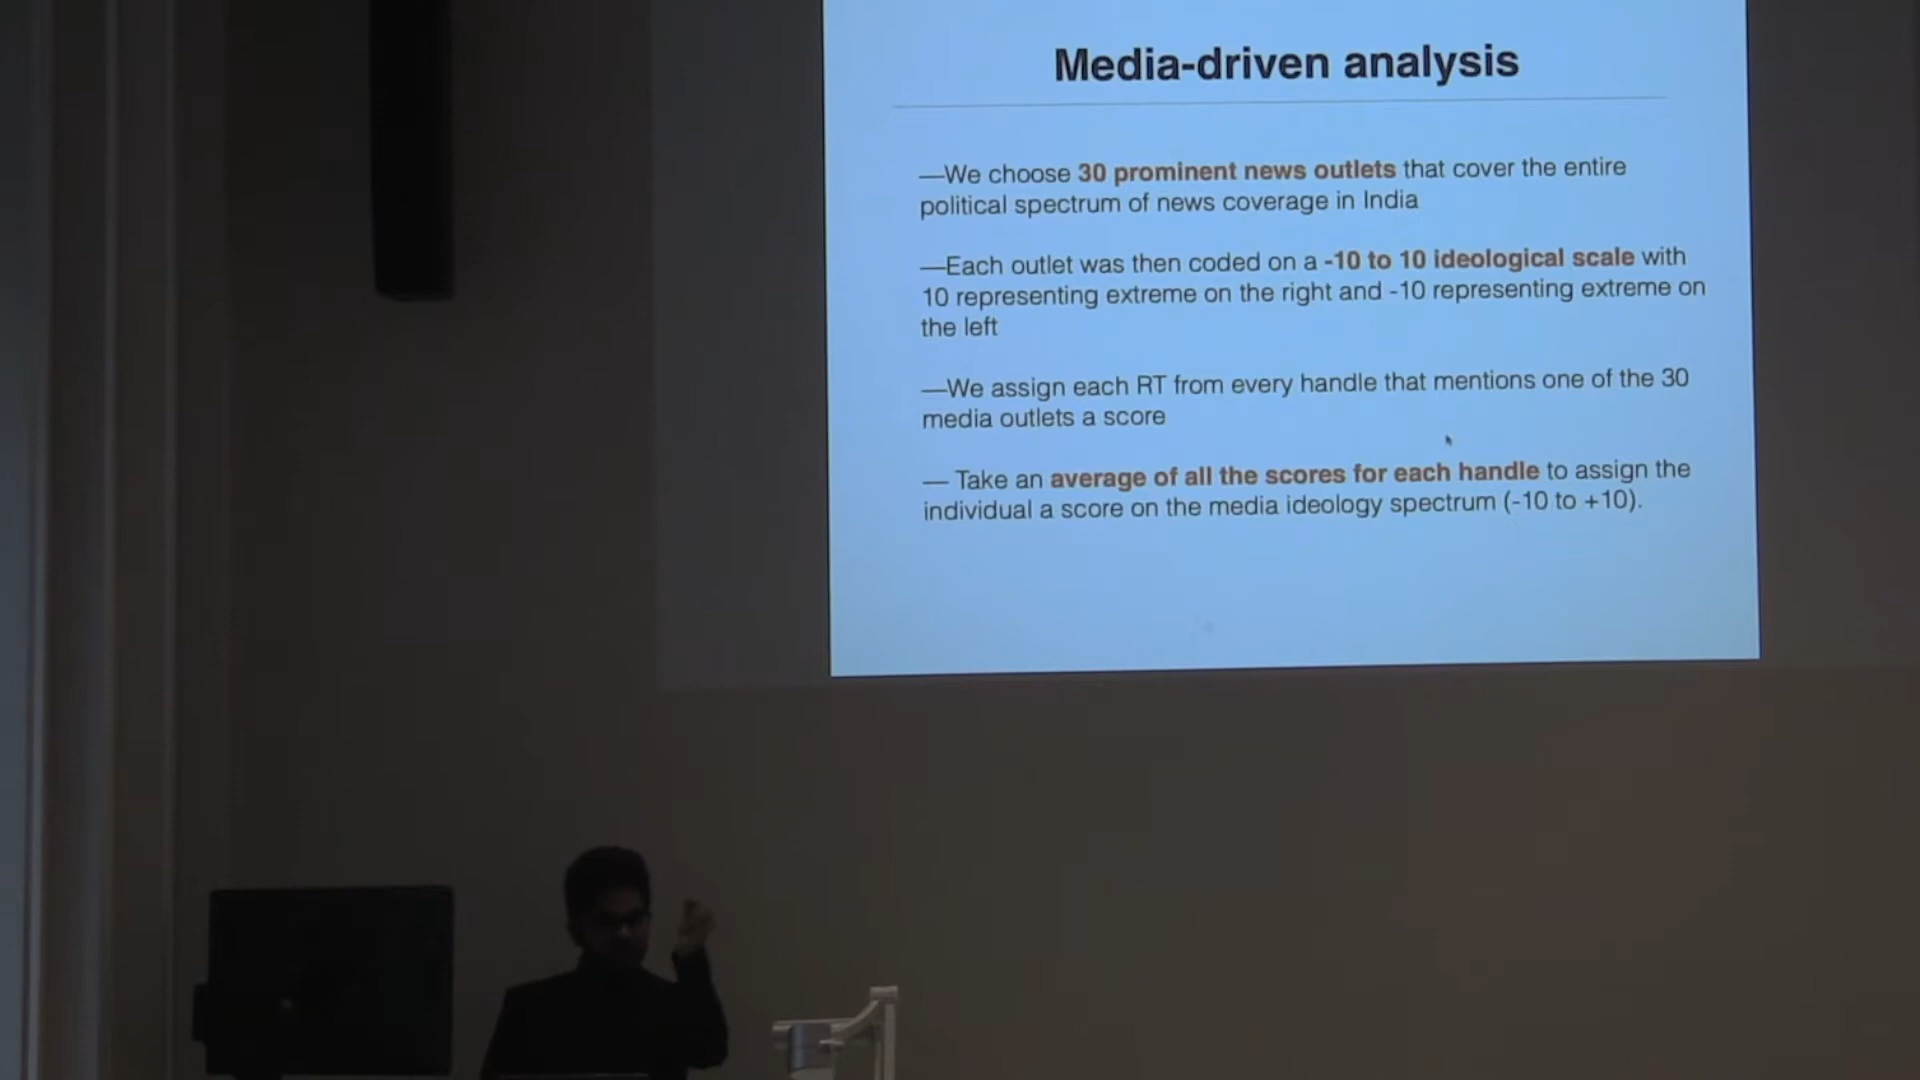 Media-driven analysis
—We choose 30 prominent news outlets that cover the entire
political spectrum of news coverage in India
—Each outlet was then coded on a -10 to 10 ideological scale with
10 representing extreme on the right and -10 representing extreme on
the left
—We assign each RT from every handle that mentions one of the 30
media outlets a score
— Take an average of all the scores for each handle to assign the
individual a score on the media ideology spectrum (-10 to +10).